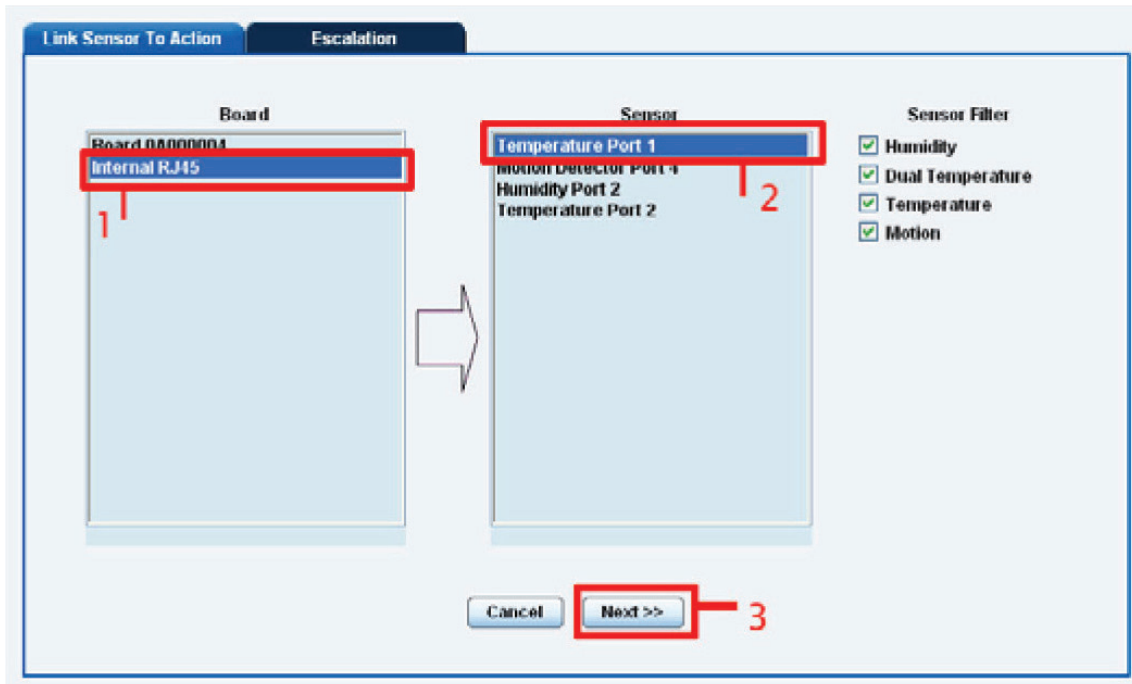 Link Sensor To Action
Escalation
Board
Board 0A000004
Internal RJ45
1
Sensor
Temperature Port 1
Motion Detector Port 4
Humidity Port 2
Temperature Port 2
2
Sensor Filter
Humidity
Dual Temperature
Temperature
Motion
Cancel
Next >>
3